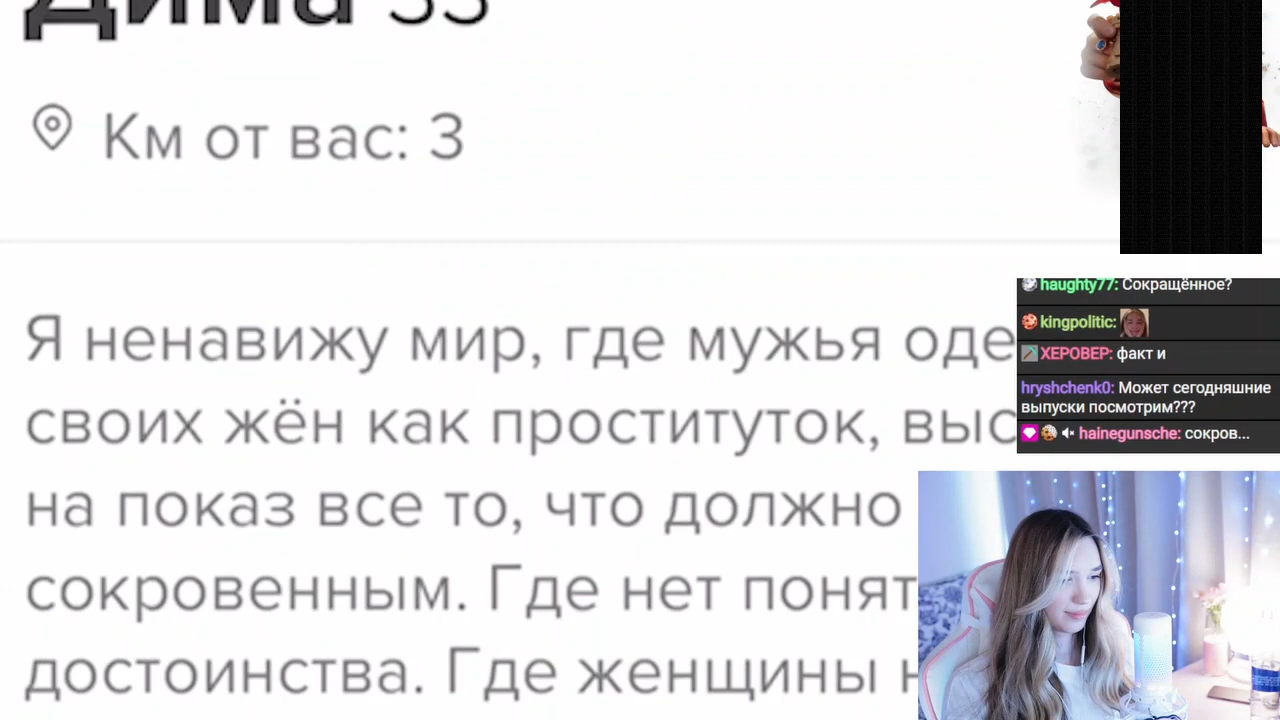 Дима 33
Км от вас: 3
Я ненавижу мир, где мужья оде
своих жён как проституток, выс
на показ все то, что должно
сокровенным. Где нет понят
достоинства. Где женщины н
haughty77: Сокращённое?
kingpolitic:
ХЕРОВЕР: факт и
hryshchenk0: Может сегодняшние
выпуски посмотрим???
hainegunsche: сокров...